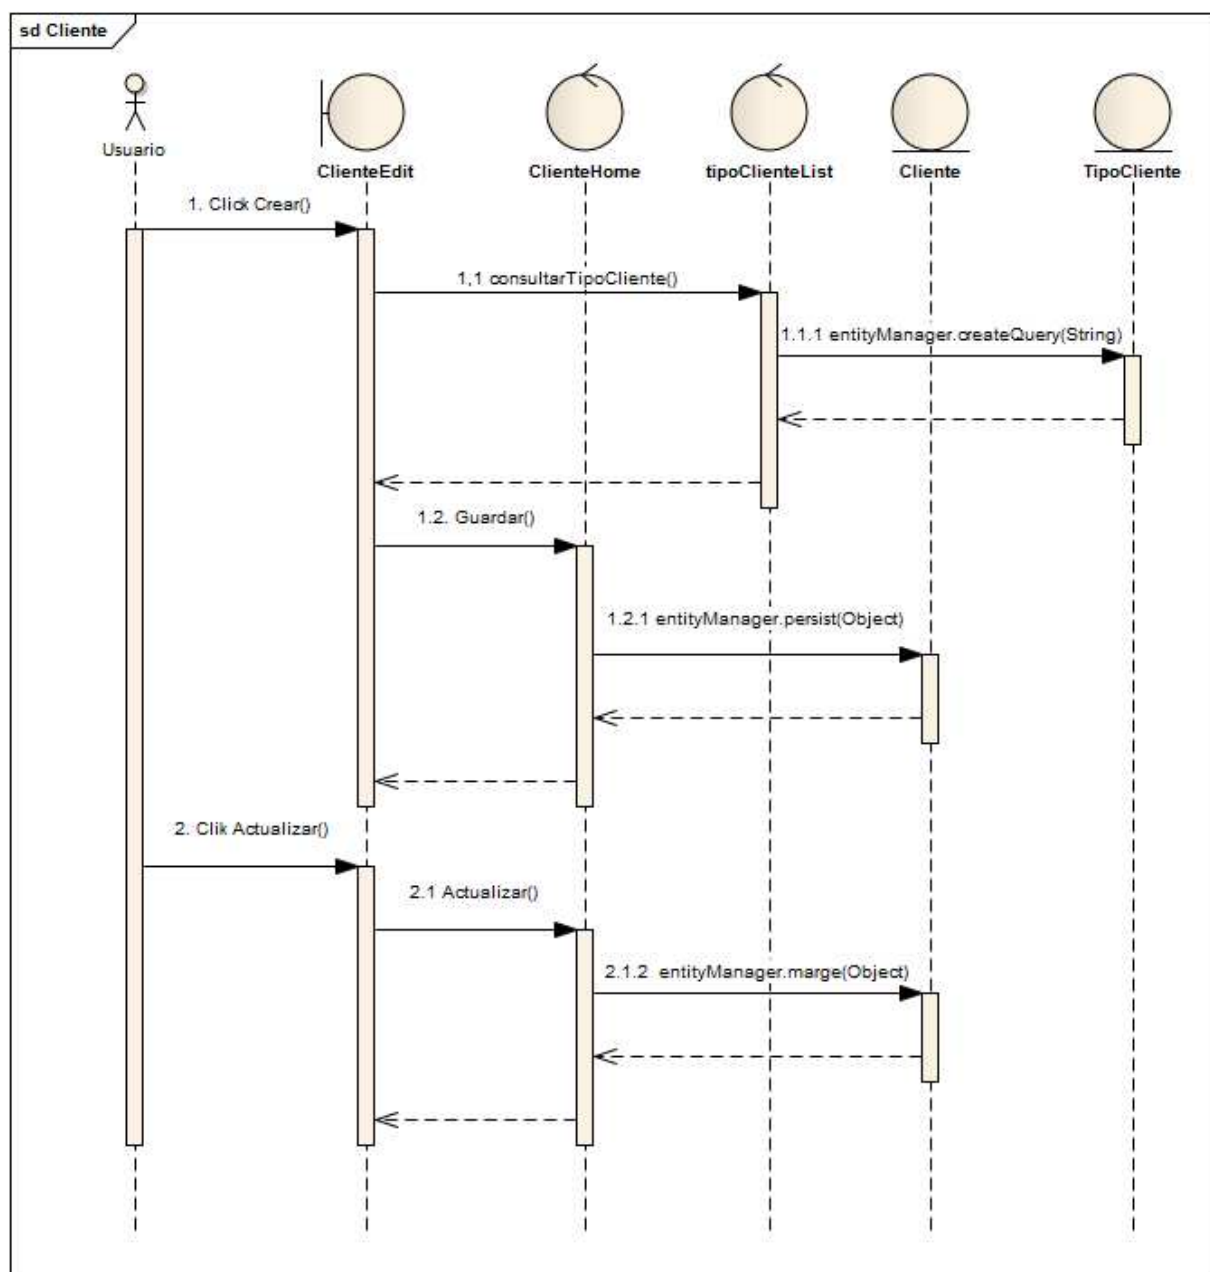 sd Cliente
Usuario
ClienteEdit
ClienteHome
tipoClienteList
Cliente
TipoCliente
1. Click Crear()
1,1 consultarTipoCliente()
1.1.1 entityManager.createQuery(String)
1.2. Guardar()
1.2.1 entityManager.persist(Object)
2. Clik Actualizar()
2.1 Actualizar()
2.1.2 entityManager.marge(Object)